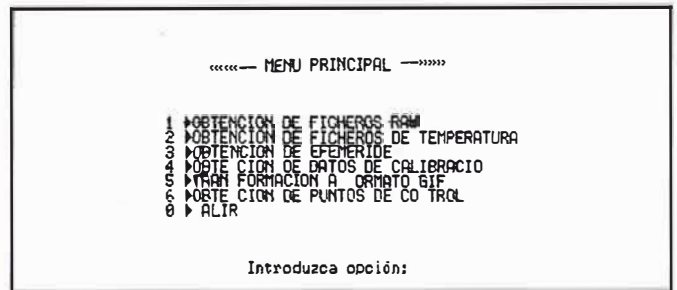 «««— MENU PRINCIPAL —»»»
1 ►OBTENCION DE FICHEROS RAW
2 ►OBTENCION DE FICHEROS DE TEMPERATURA
3 ►OBTENCION DE EFEMERIDE
4 ►OBTE CION DE DATOS DE CALIBRACIO
5 ►TRAN FORMACION A ORMATO GIF
6 ►OBTE CION DE PUNTOS DE CO TROL
0 ► ALIR
Introduzca opción: